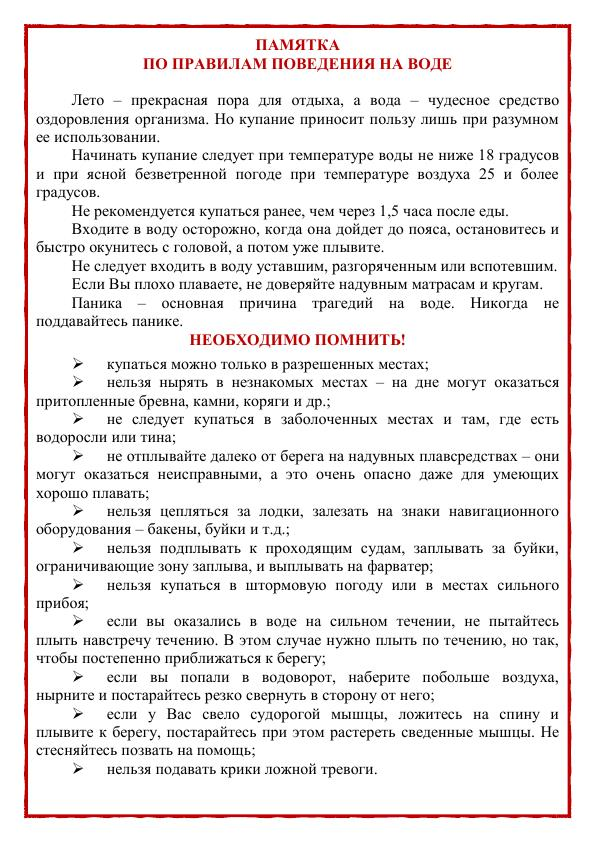 ПАМЯТКА
ПО ПРАВИЛАМ ПОВЕДЕНИЯ НА ВОДЕ
Лето – прекрасная пора для отдыха, а вода – чудесное средство
оздоровления организма. Но купание приносит пользу лишь при разумном
ее использовании.
Начинать купание следует при температуре воды не ниже 18 градусов
и при ясной безветренной погоде при температуре воздуха 25 и более
градусов.
Не рекомендуется купаться ранее, чем через 1,5 часа после еды.
Входите в воду осторожно, когда она дойдет до пояса, остановитесь и
быстро окунитесь с головой, а потом уже плывите.
Не следует входить в воду уставшим, разгоряченным или вспотевшим.
Если Вы плохо плаваете, не доверяйте надувным матрасам и кругам.
Паника – основная причина трагедий на воде. Никогда не
поддавайтесь панике.
НЕОБХОДИМО ПОМНИТЬ!
➢ купаться можно только в разрешенных местах;
➢ нельзя нырять в незнакомых местах – на дне могут оказаться
притопленные бревна, камни, коряги и др.;
➢ не следует купаться в заболоченных местах и там, где есть
водоросли или тина;
➢ не отплывайте далеко от берега на надувных плавсредствах – они
могут оказаться неисправными, а это очень опасно даже для умеющих
хорошо плавать;
➢ нельзя цепляться за лодки, залезать на знаки навигационного
оборудования – бакены, буйки и т.д.;
➢ нельзя подплывать к проходящим судам, заплывать за буйки,
ограничивающие зону заплыва, и выплывать на фарватер;
➢ нельзя купаться в штормовую погоду или в местах сильного
прибоя;
➢ если вы оказались в воде на сильном течении, не пытайтесь
плыть навстречу течению. В этом случае нужно плыть по течению, но так,
чтобы постепенно приближаться к берегу;
➢ если вы попали в водоворот, наберите побольше воздуха,
нырните и постарайтесь резко свернуть в сторону от него;
➢ если у Вас свело судорогой мышцы, ложитесь на спину и
плывите к берегу, постарайтесь при этом растереть сведенные мышцы. Не
стесняйтесь позвать на помощь;
➢ нельзя подавать крики ложной тревоги.